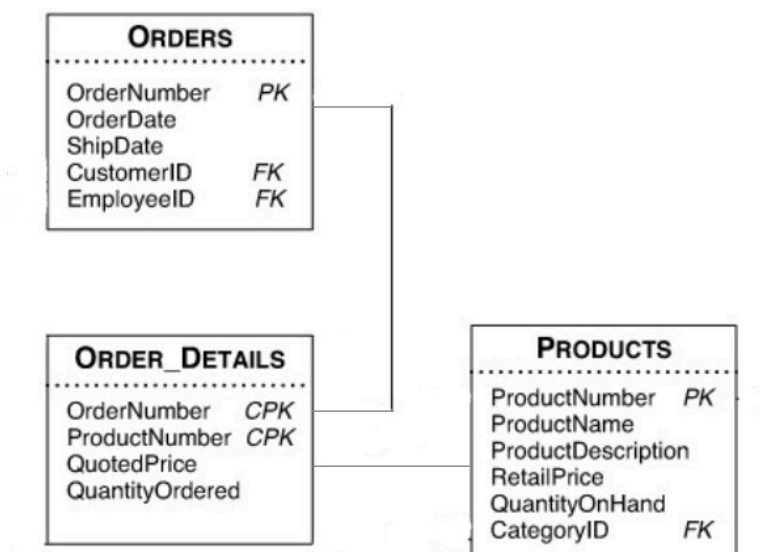 ORDERS
OrderNumber PK
OrderDate
ShipDate
CustomerID FK
EmployeeID FK
ORDER_DETAILS
OrderNumber CPK
ProductNumber CPK
QuotedPrice
QuantityOrdered
PRODUCTS
ProductNumber PK
ProductName
ProductDescription
RetailPrice
QuantityOnHand
CategoryID FK